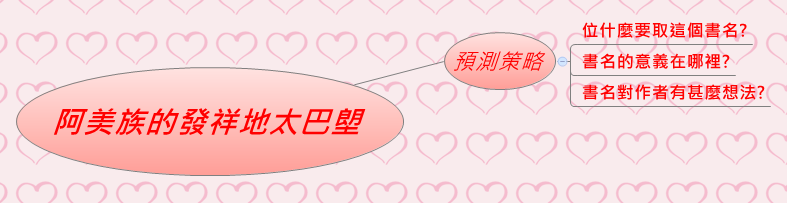 阿美族的發祥地太巴塱
預測策略
位什麼要取這個書名?
書名的意義在哪裡?
書名對作者有甚麼想法?